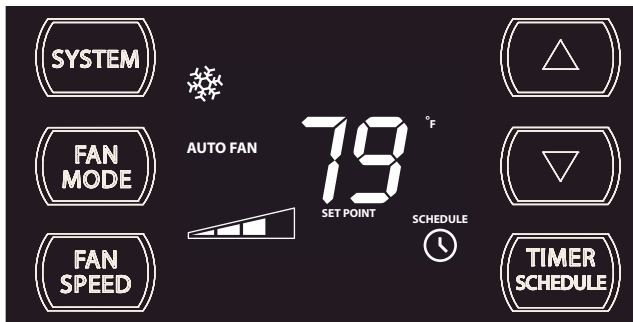 SYSTEM
FAN
MODE
FAN
SPEED
AUTO FAN
79
°F
SET POINT
SCHEDULE
TIMER
SCHEDULE